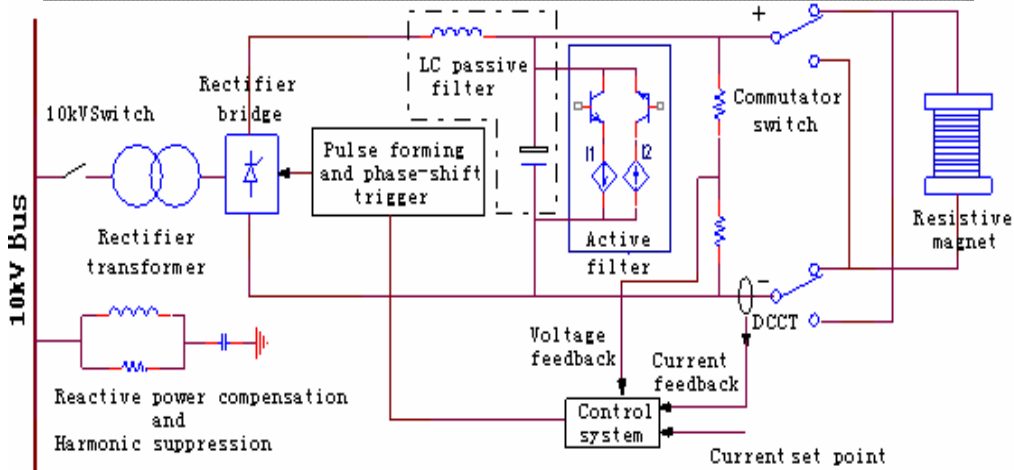 10kV Bus
10kVSwitch
Rectifier
bridge
Rectifier
transformer
Pulse forming
and phase-shift
trigger
LC passive
filter
I1
I2
Active
filter
+
Commutator
switch
Resistive
magnet
-
DCCT
Voltage
feedback
Current
feedback
Control
system
Current set point
Reactive power compensation
and
Harmonic suppression